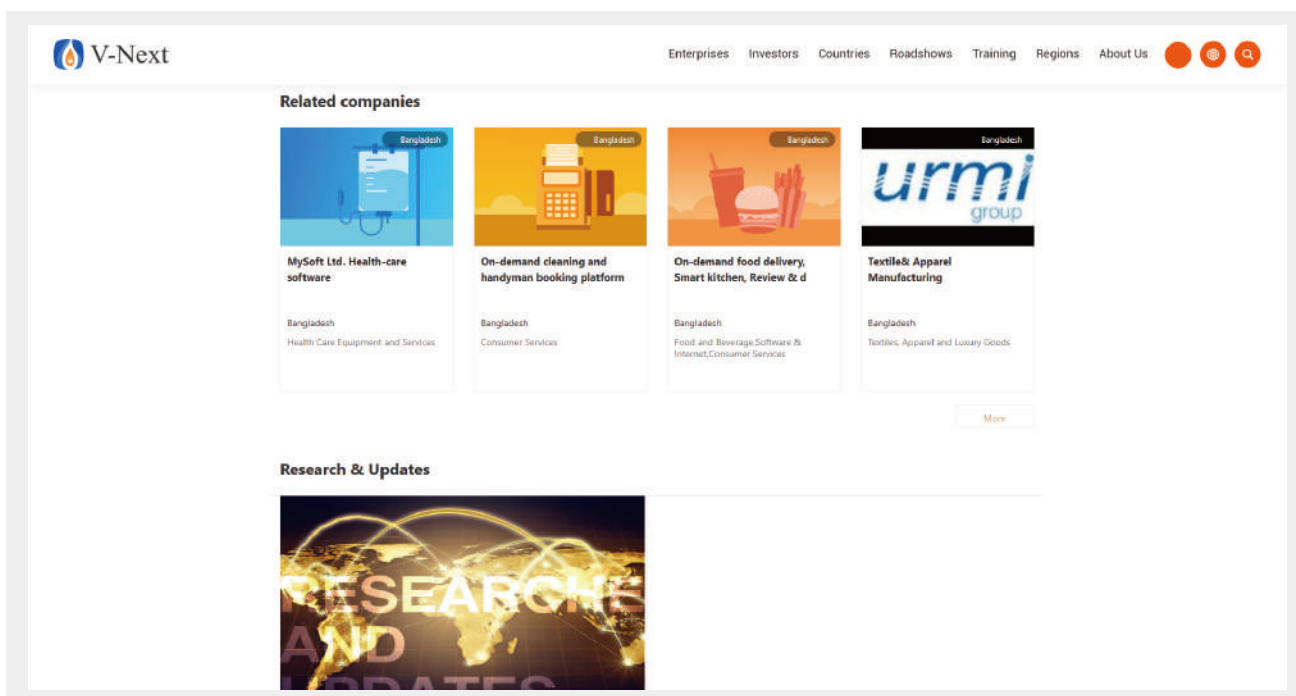 V-Next
Enterprises Investors Countries Roadshows Training Regions About Us
Related companies
Bangladesh Bangladesh Bangladesh Bangladesh
urmi
group
MySoft Ltd. Health-care
software
On-demand cleaning and
handyman booking platform
On-demand food delivery,
Smart kitchen, Review & d
Textile& Apparel
Manufacturing
Bangladesh
Health Care Equipment and Services
Bangladesh
Consumer Services
Bangladesh
Food and Beverage,Software &
Internet,Consumer Services
Bangladesh
Textiles, Apparel and Luxury Goods
More
Research & Updates
RESEARCHE
AND
UPDATES